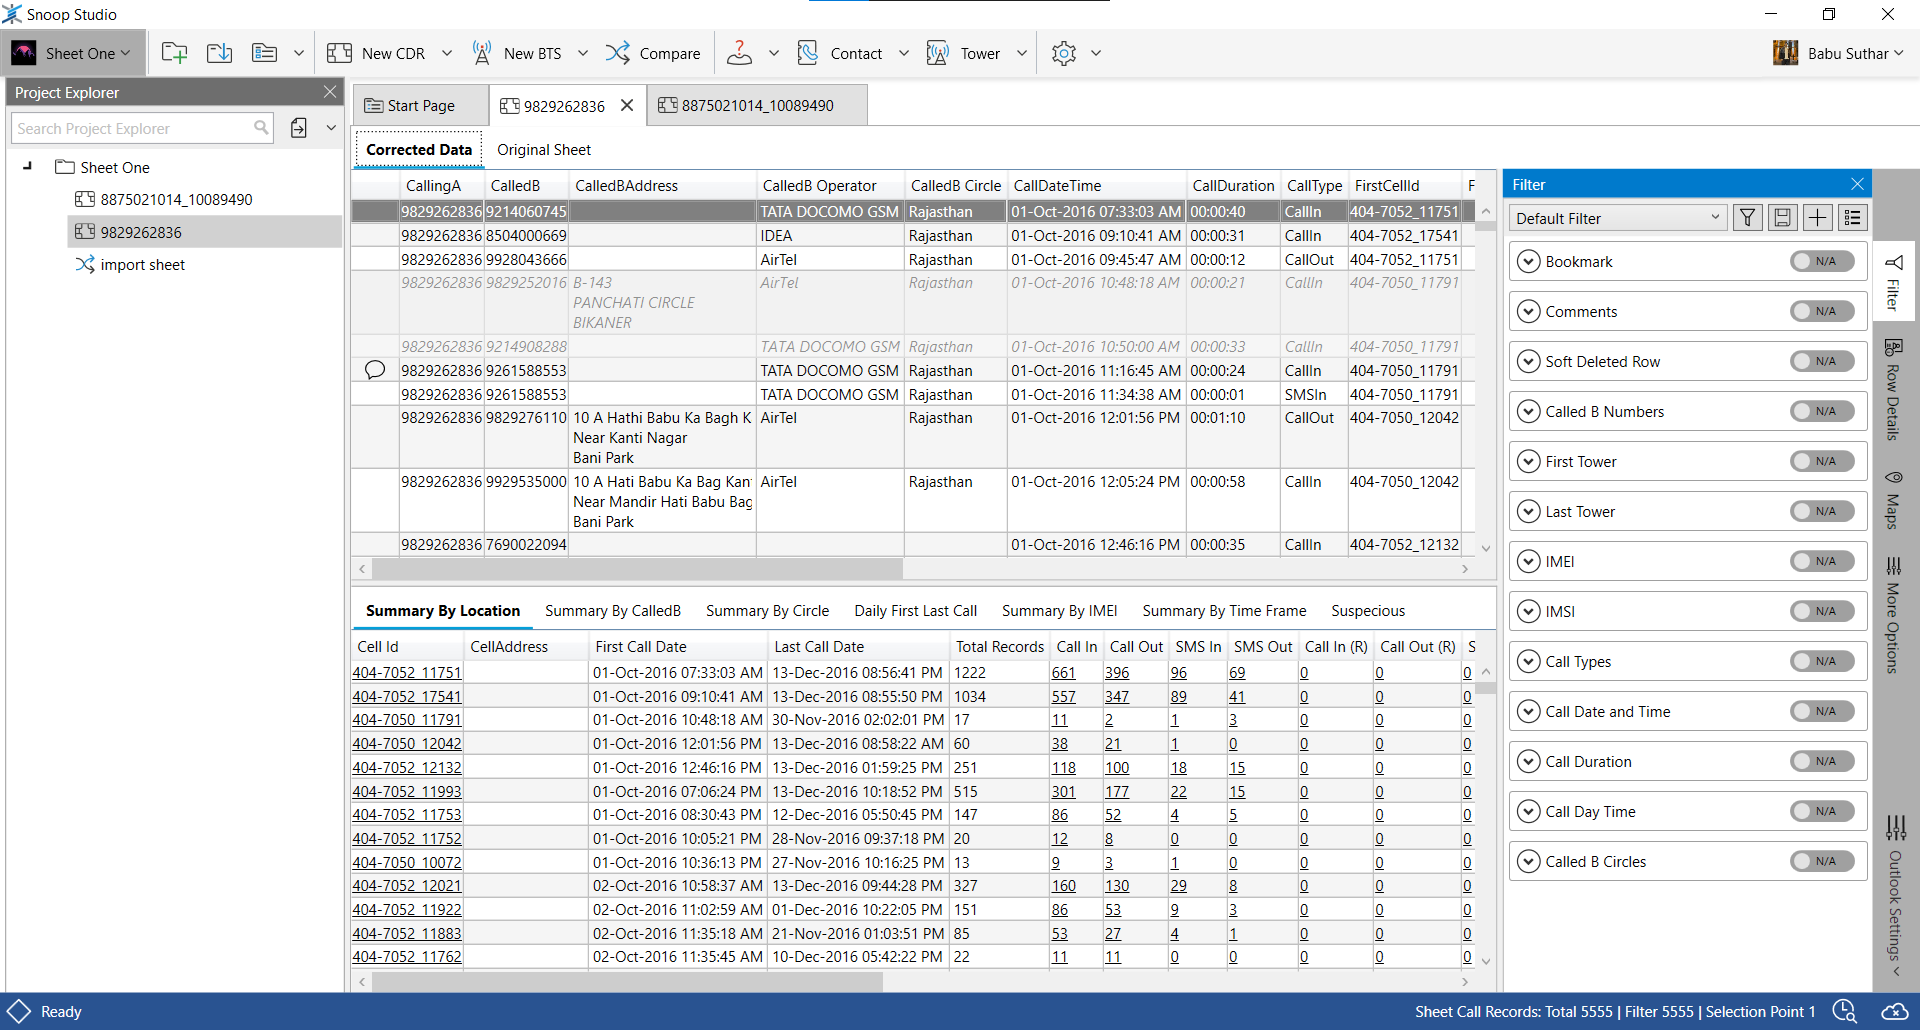 Snoop Studio
Sheet One
New CDR
New BTS
Compare
Contact
Tower
Babu Suthar
Project Explorer
Search Project Explorer
Sheet One
8875021014_10089490
9829262836
import sheet
Start Page
9829262836
8875021014_10089490
Corrected Data
Original Sheet
CallingA CalledB CalledBAddress CalledB Operator CalledB Circle CallDateTime CallDuration CallType FirstCellId F
9829262836 9214060745 TATA DOCOMO GSM Rajasthan 01-Oct-2016 07:33:03 AM 00:00:40 CallIn 404-7052_11751
9829262836 8504000669 IDEA Rajasthan 01-Oct-2016 09:10:41 AM 00:00:31 CallIn 404-7052_17541
9829262836 9928043666 AirTel Rajasthan 01-Oct-2016 09:45:47 AM 00:00:12 CallOut 404-7052_11751
9829262836 9829252016 B-143 AirTel Rajasthan 01-Oct-2016 10:48:18 AM 00:00:21 CallIn 404-7050_11791
PANCHATI CIRCLE
BIKANER
9829262836 9214908288 TATA DOCOMO GSM Rajasthan 01-Oct-2016 10:50:00 AM 00:00:33 CallIn 404-7050_11791
9829262836 9261588553 TATA DOCOMO GSM Rajasthan 01-Oct-2016 11:16:45 AM 00:00:24 CallIn 404-7050_11791
9829262836 9261588553 TATA DOCOMO GSM Rajasthan 01-Oct-2016 11:34:38 AM 00:00:01 SMSIn 404-7050_11791
9829262836 9829276110 10 A Hathi Babu Ka Bagh K AirTel Rajasthan 01-Oct-2016 12:01:56 PM 00:01:10 CallOut 404-7050_12042
Near Kanti Nagar
Bani Park
9829262836 9929535000 10 A Hati Babu Ka Bag Kan AirTel Rajasthan 01-Oct-2016 12:05:24 PM 00:00:58 CallIn 404-7050_12042
Near Mandir Hati Babu Bag
Bani Park
9829262836 7690022094 01-Oct-2016 12:46:16 PM 00:00:35 CallIn 404-7052_12132
Summary By Location
Summary By CalledB
Summary By Circle
Daily First Last Call
Summary By IMEI
Summary By Time Frame
Suspecious
Cell Id CellAddress First Call Date Last Call Date Total Records Call In Call Out SMS In SMS Out Call In (R) Call Out (R) S
404-7052_11751 01-Oct-2016 07:33:03 AM 13-Dec-2016 08:56:41 PM 1222 661 396 96 69 0 0 0
404-7052_17541 01-Oct-2016 09:10:41 AM 13-Dec-2016 08:55:50 PM 1034 557 347 89 41 0 0 0
404-7050_11791 01-Oct-2016 10:48:18 AM 30-Nov-2016 02:02:01 PM 17 11 2 1 3 0 0 0
404-7050_12042 01-Oct-2016 12:01:56 PM 13-Dec-2016 08:58:22 AM 60 38 21 1 0 0 0 0
404-7052_12132 01-Oct-2016 12:46:16 PM 13-Dec-2016 01:59:25 PM 251 118 100 18 15 0 0 0
404-7052_11993 01-Oct-2016 07:06:24 PM 13-Dec-2016 10:18:52 PM 515 301 177 22 15 0 0 0
404-7052_11753 01-Oct-2016 08:30:43 PM 12-Dec-2016 05:50:45 PM 147 86 52 4 5 0 0 0
404-7052_11752 01-Oct-2016 10:05:21 PM 28-Nov-2016 09:37:18 PM 20 12 8 0 0 0 0 0
404-7050_10072 01-Oct-2016 10:36:13 PM 27-Nov-2016 10:16:25 PM 13 9 3 1 0 0 0 0
404-7052_12021 02-Oct-2016 10:58:37 AM 13-Dec-2016 09:44:28 PM 327 160 130 29 8 0 0 0
404-7052_11922 02-Oct-2016 11:02:59 AM 01-Dec-2016 10:22:05 PM 151 86 53 9 3 0 0 0
404-7052_11883 02-Oct-2016 11:35:18 AM 21-Nov-2016 01:03:51 PM 85 53 27 4 1 0 0 0
404-7052_11762 02-Oct-2016 11:35:45 AM 10-Dec-2016 05:42:22 PM 22 11 11 0 0 0 0 0
Filter
Default Filter
Bookmark N/A
Comments N/A
Soft Deleted Row N/A
Called B Numbers N/A
First Tower N/A
Last Tower N/A
IMEI N/A
IMSI N/A
Call Types N/A
Call Date and Time N/A
Call Duration N/A
Call Day Time N/A
Called B Circles N/A
Filter
Row Details
Maps
More Options
Outlook Settings
Ready
Sheet Call Records: Total 5555 | Filter 5555 | Selection Point 1